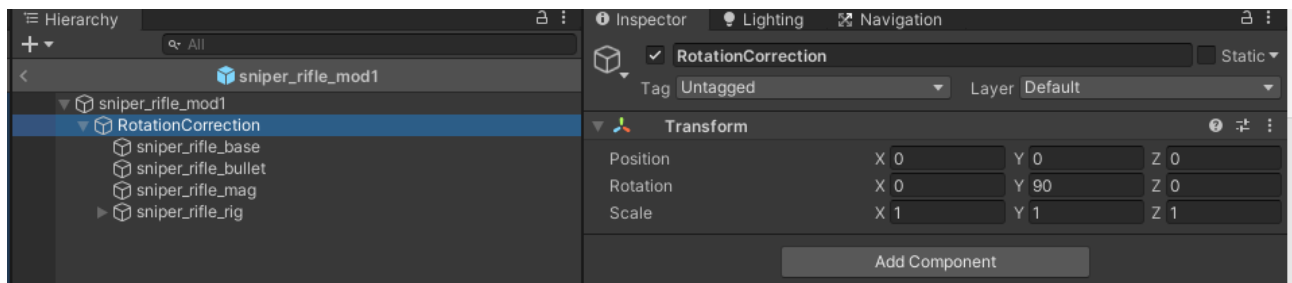 Hierarchy
All
sniper_rifle_mod1
sniper_rifle_mod1
RotationCorrection
sniper_rifle_base
sniper_rifle_bullet
sniper_rifle_mag
sniper_rifle_rig
Inspector Lighting Navigation
RotationCorrection Static
Tag Untagged Layer Default
Transform
Position X 0 Y 0 Z 0
Rotation X 0 Y 90 Z 0
Scale X 1 Y 1 Z 1
Add Component